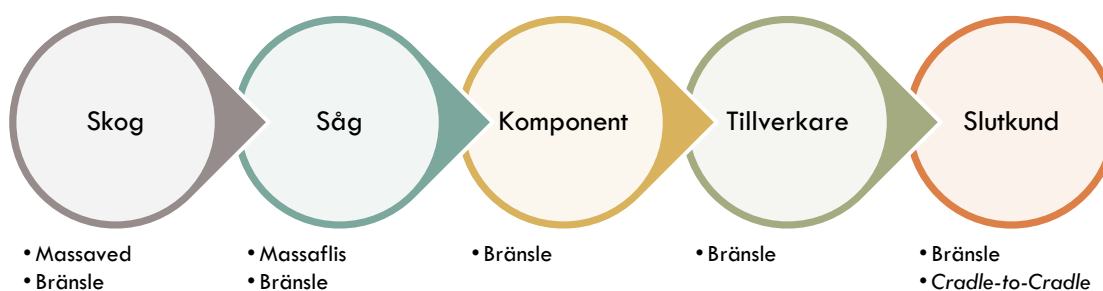 Skog
Såg
Komponent
Tillverkare
Slutkund
• Massaved
• Bränsle
• Massaflis
• Bränsle
• Bränsle
• Bränsle
• Bränsle
• Cradle-to-Cradle